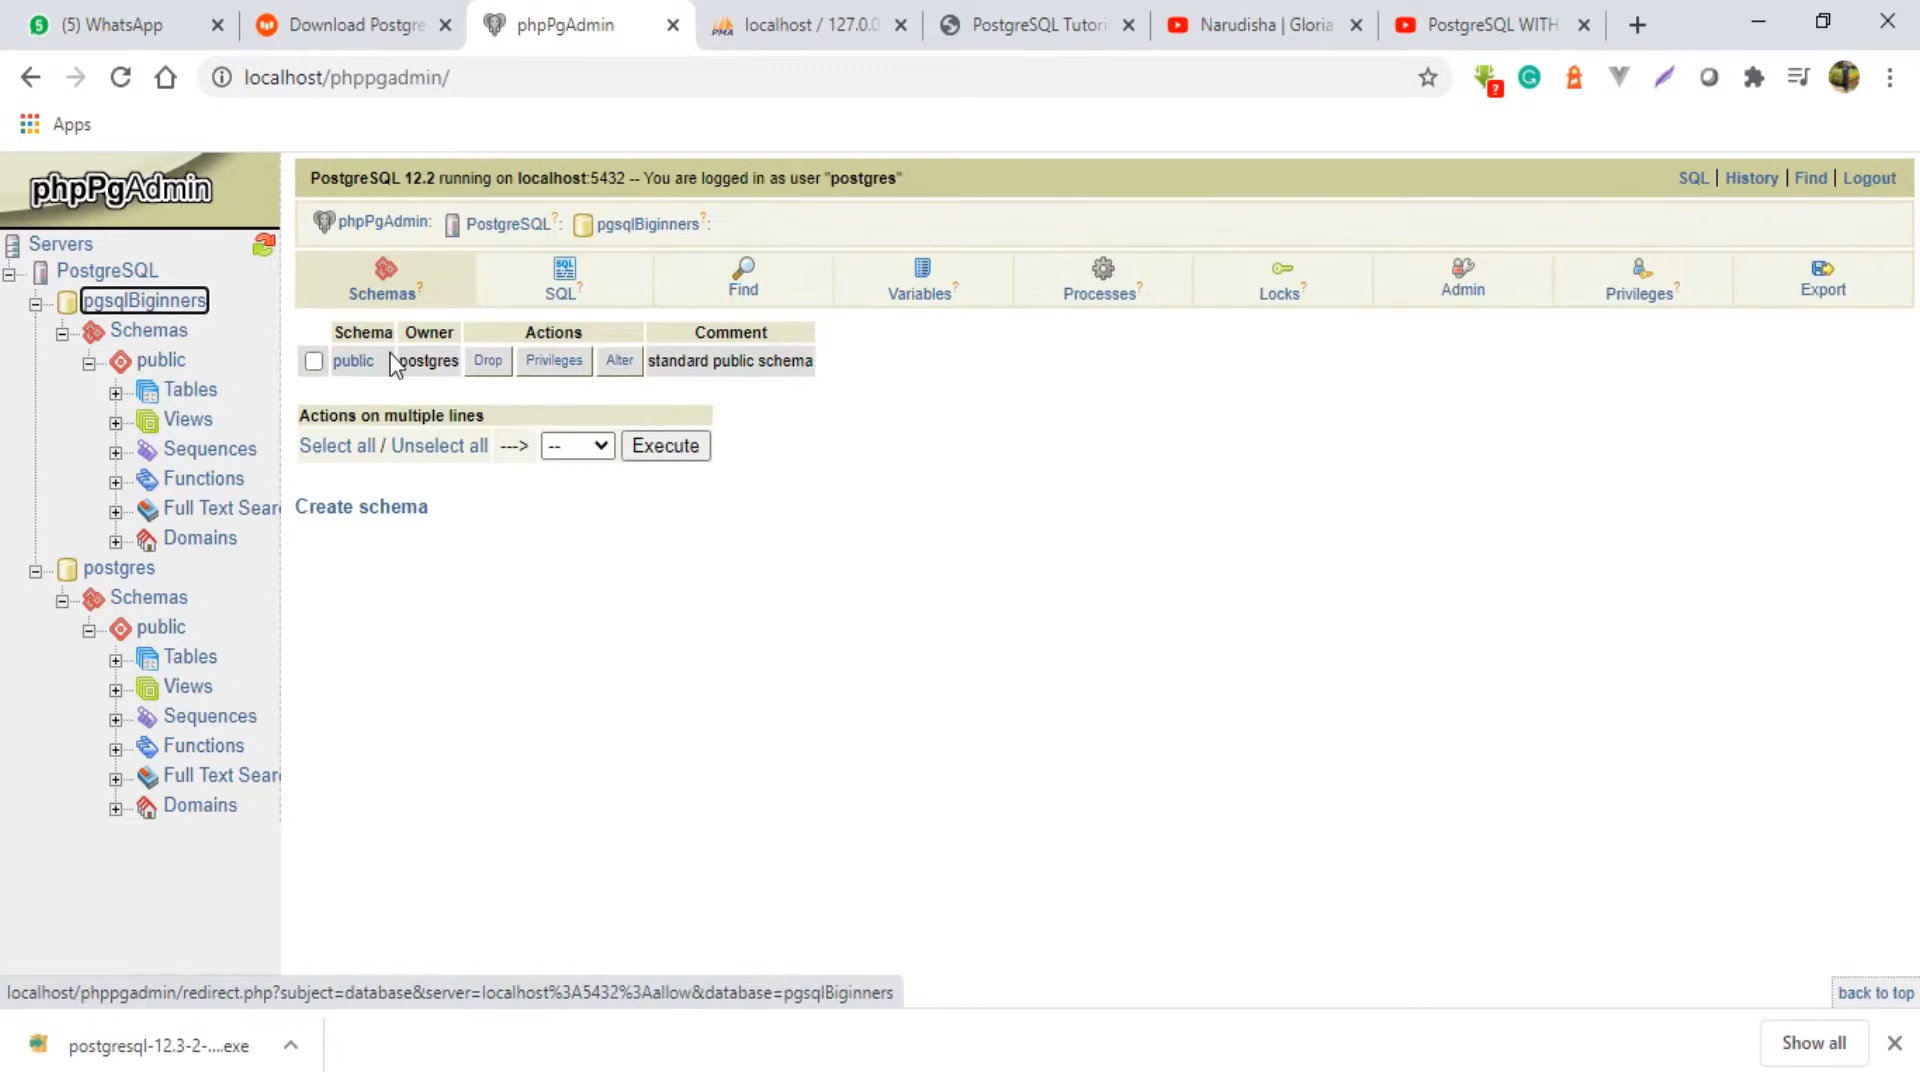 (5) WhatsApp
Download Postgre
phpPgAdmin
localhost / 127.0.0
PostgreSQL Tutori
Narudisha | Gloria
PostgreSQL WITH
localhost/phppgadmin/
Apps
phpPgAdmin
Servers
PostgreSQL
pgsqlBiginners
Schemas
public
Tables
Views
Sequences
Functions
Full Text Sear
Domains
postgres
Schemas
public
Tables
Views
Sequences
Functions
Full Text Sear
Domains
PostgreSQL 12.2 running on localhost:5432 -- You are logged in as user "postgres"
SQL | History | Find | Logout
phpPgAdmin: PostgreSQL?: pgsqlBiginners?:
Schemas? SQL? Find Variables? Processes? Locks? Admin Privileges? Export
Schema Owner Actions Comment
public postgres Drop Privileges Alter standard public schema
Actions on multiple lines
Select all / Unselect all ---> -- Execute
Create schema
localhost/phppgadmin/redirect.php?subject=database&server=localhost%3A5432%3Aallow&database=pgsqlBiginners
back to top
postgresql-12.3-2-....exe
Show all